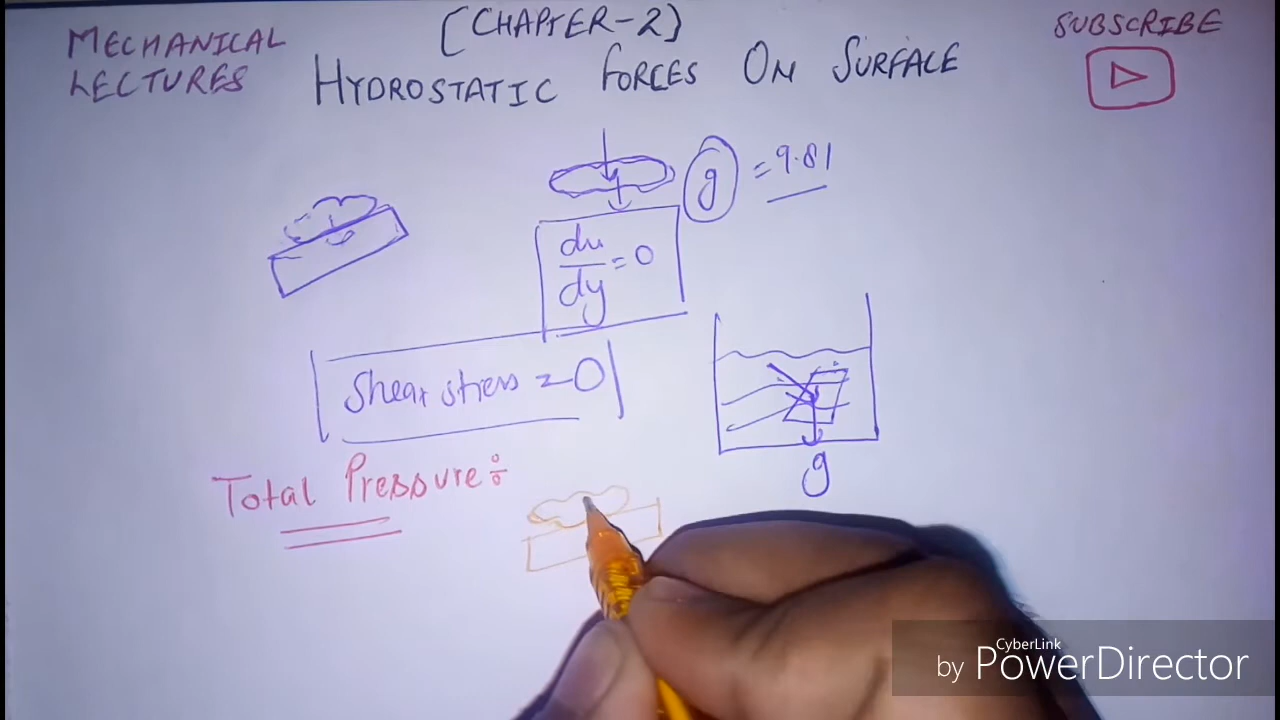 [CHAPTER-2]
MECHANICAL
LECTURES
HYDROSTATIC FORCES ON SURFACE
SUBSCRIBE
g = 9.81
du/dy = 0
Shear stress = 0
g
Total Pressure:
CyberLink
by PowerDirector